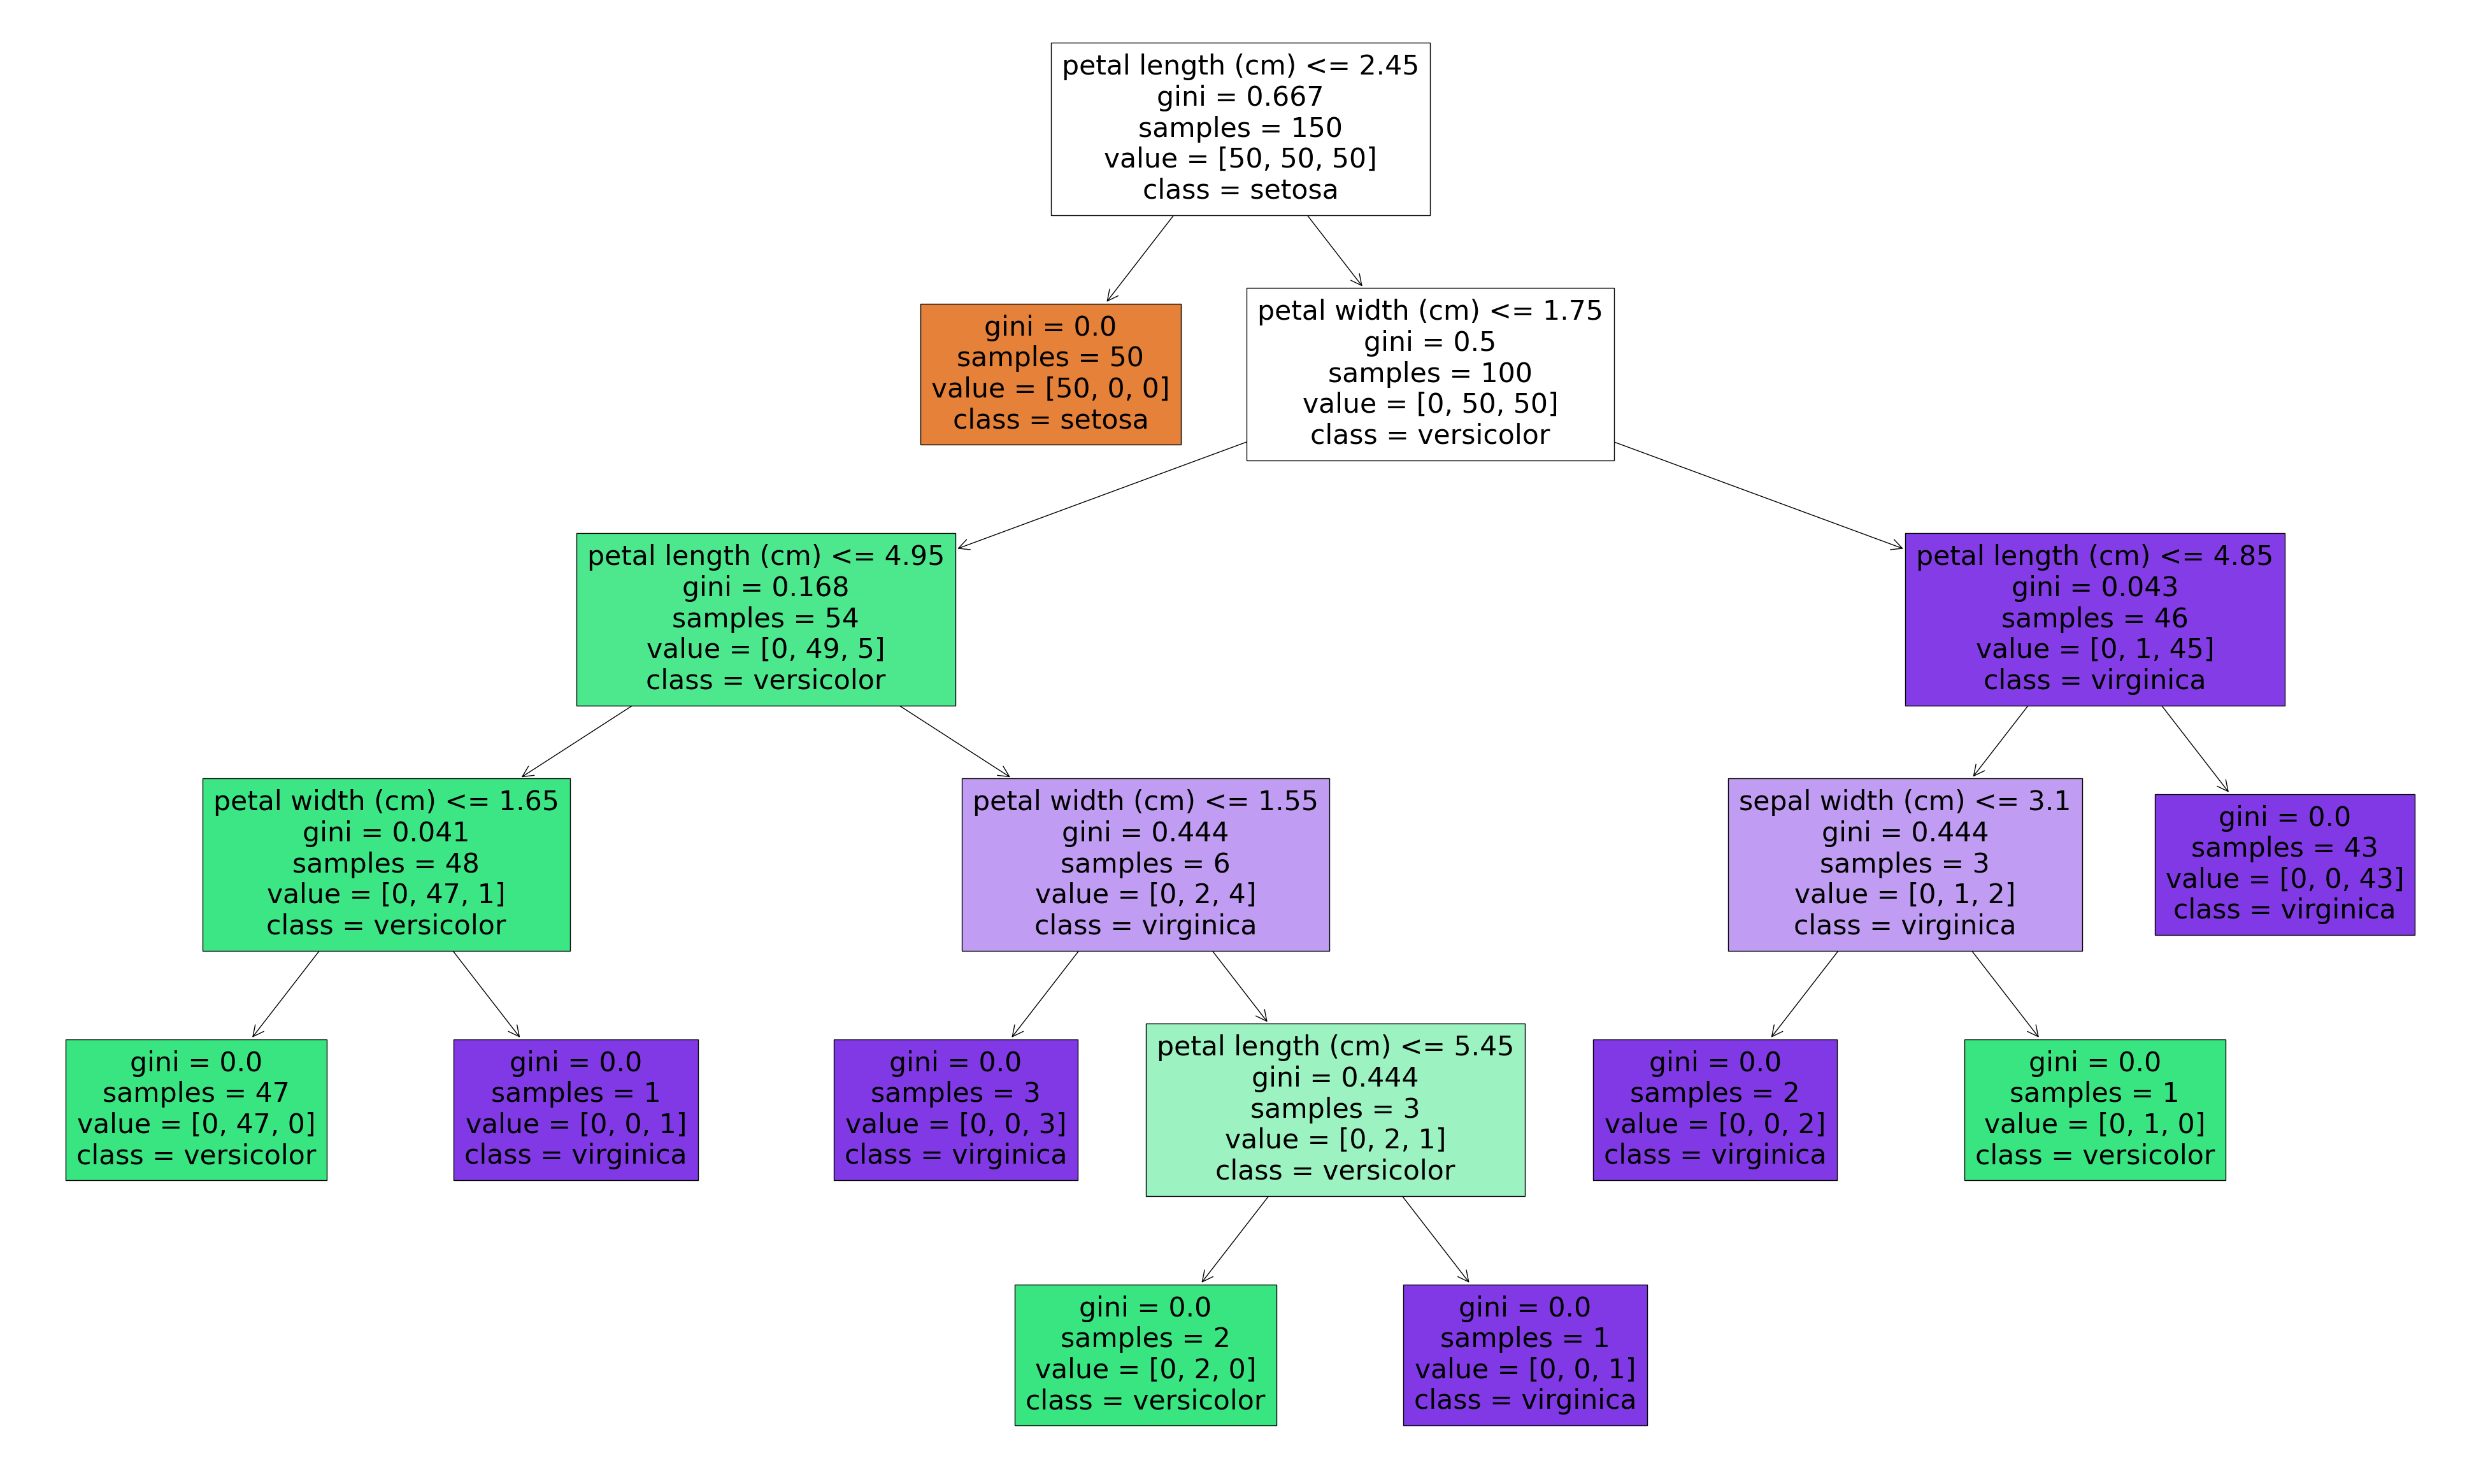 petal length (cm) <= 2.45
gini = 0.667
samples = 150
value = [50, 50, 50]
class = setosa
gini = 0.0
samples = 50
value = [50, 0, 0]
class = setosa
petal width (cm) <= 1.75
gini = 0.5
samples = 100
value = [0, 50, 50]
class = versicolor
petal length (cm) <= 4.95
gini = 0.168
samples = 54
value = [0, 49, 5]
class = versicolor
petal length (cm) <= 4.85
gini = 0.043
samples = 46
value = [0, 1, 45]
class = virginica
petal width (cm) <= 1.65
gini = 0.041
samples = 48
value = [0, 47, 1]
class = versicolor
petal width (cm) <= 1.55
gini = 0.444
samples = 6
value = [0, 2, 4]
class = virginica
sepal width (cm) <= 3.1
gini = 0.444
samples = 3
value = [0, 1, 2]
class = virginica
gini = 0.0
samples = 43
value = [0, 0, 43]
class = virginica
gini = 0.0
samples = 47
value = [0, 47, 0]
class = versicolor
gini = 0.0
samples = 1
value = [0, 0, 1]
class = virginica
gini = 0.0
samples = 3
value = [0, 0, 3]
class = virginica
petal length (cm) <= 5.45
gini = 0.444
samples = 3
value = [0, 2, 1]
class = versicolor
gini = 0.0
samples = 2
value = [0, 0, 2]
class = virginica
gini = 0.0
samples = 1
value = [0, 1, 0]
class = versicolor
gini = 0.0
samples = 2
value = [0, 2, 0]
class = versicolor
gini = 0.0
samples = 1
value = [0, 0, 1]
class = virginica